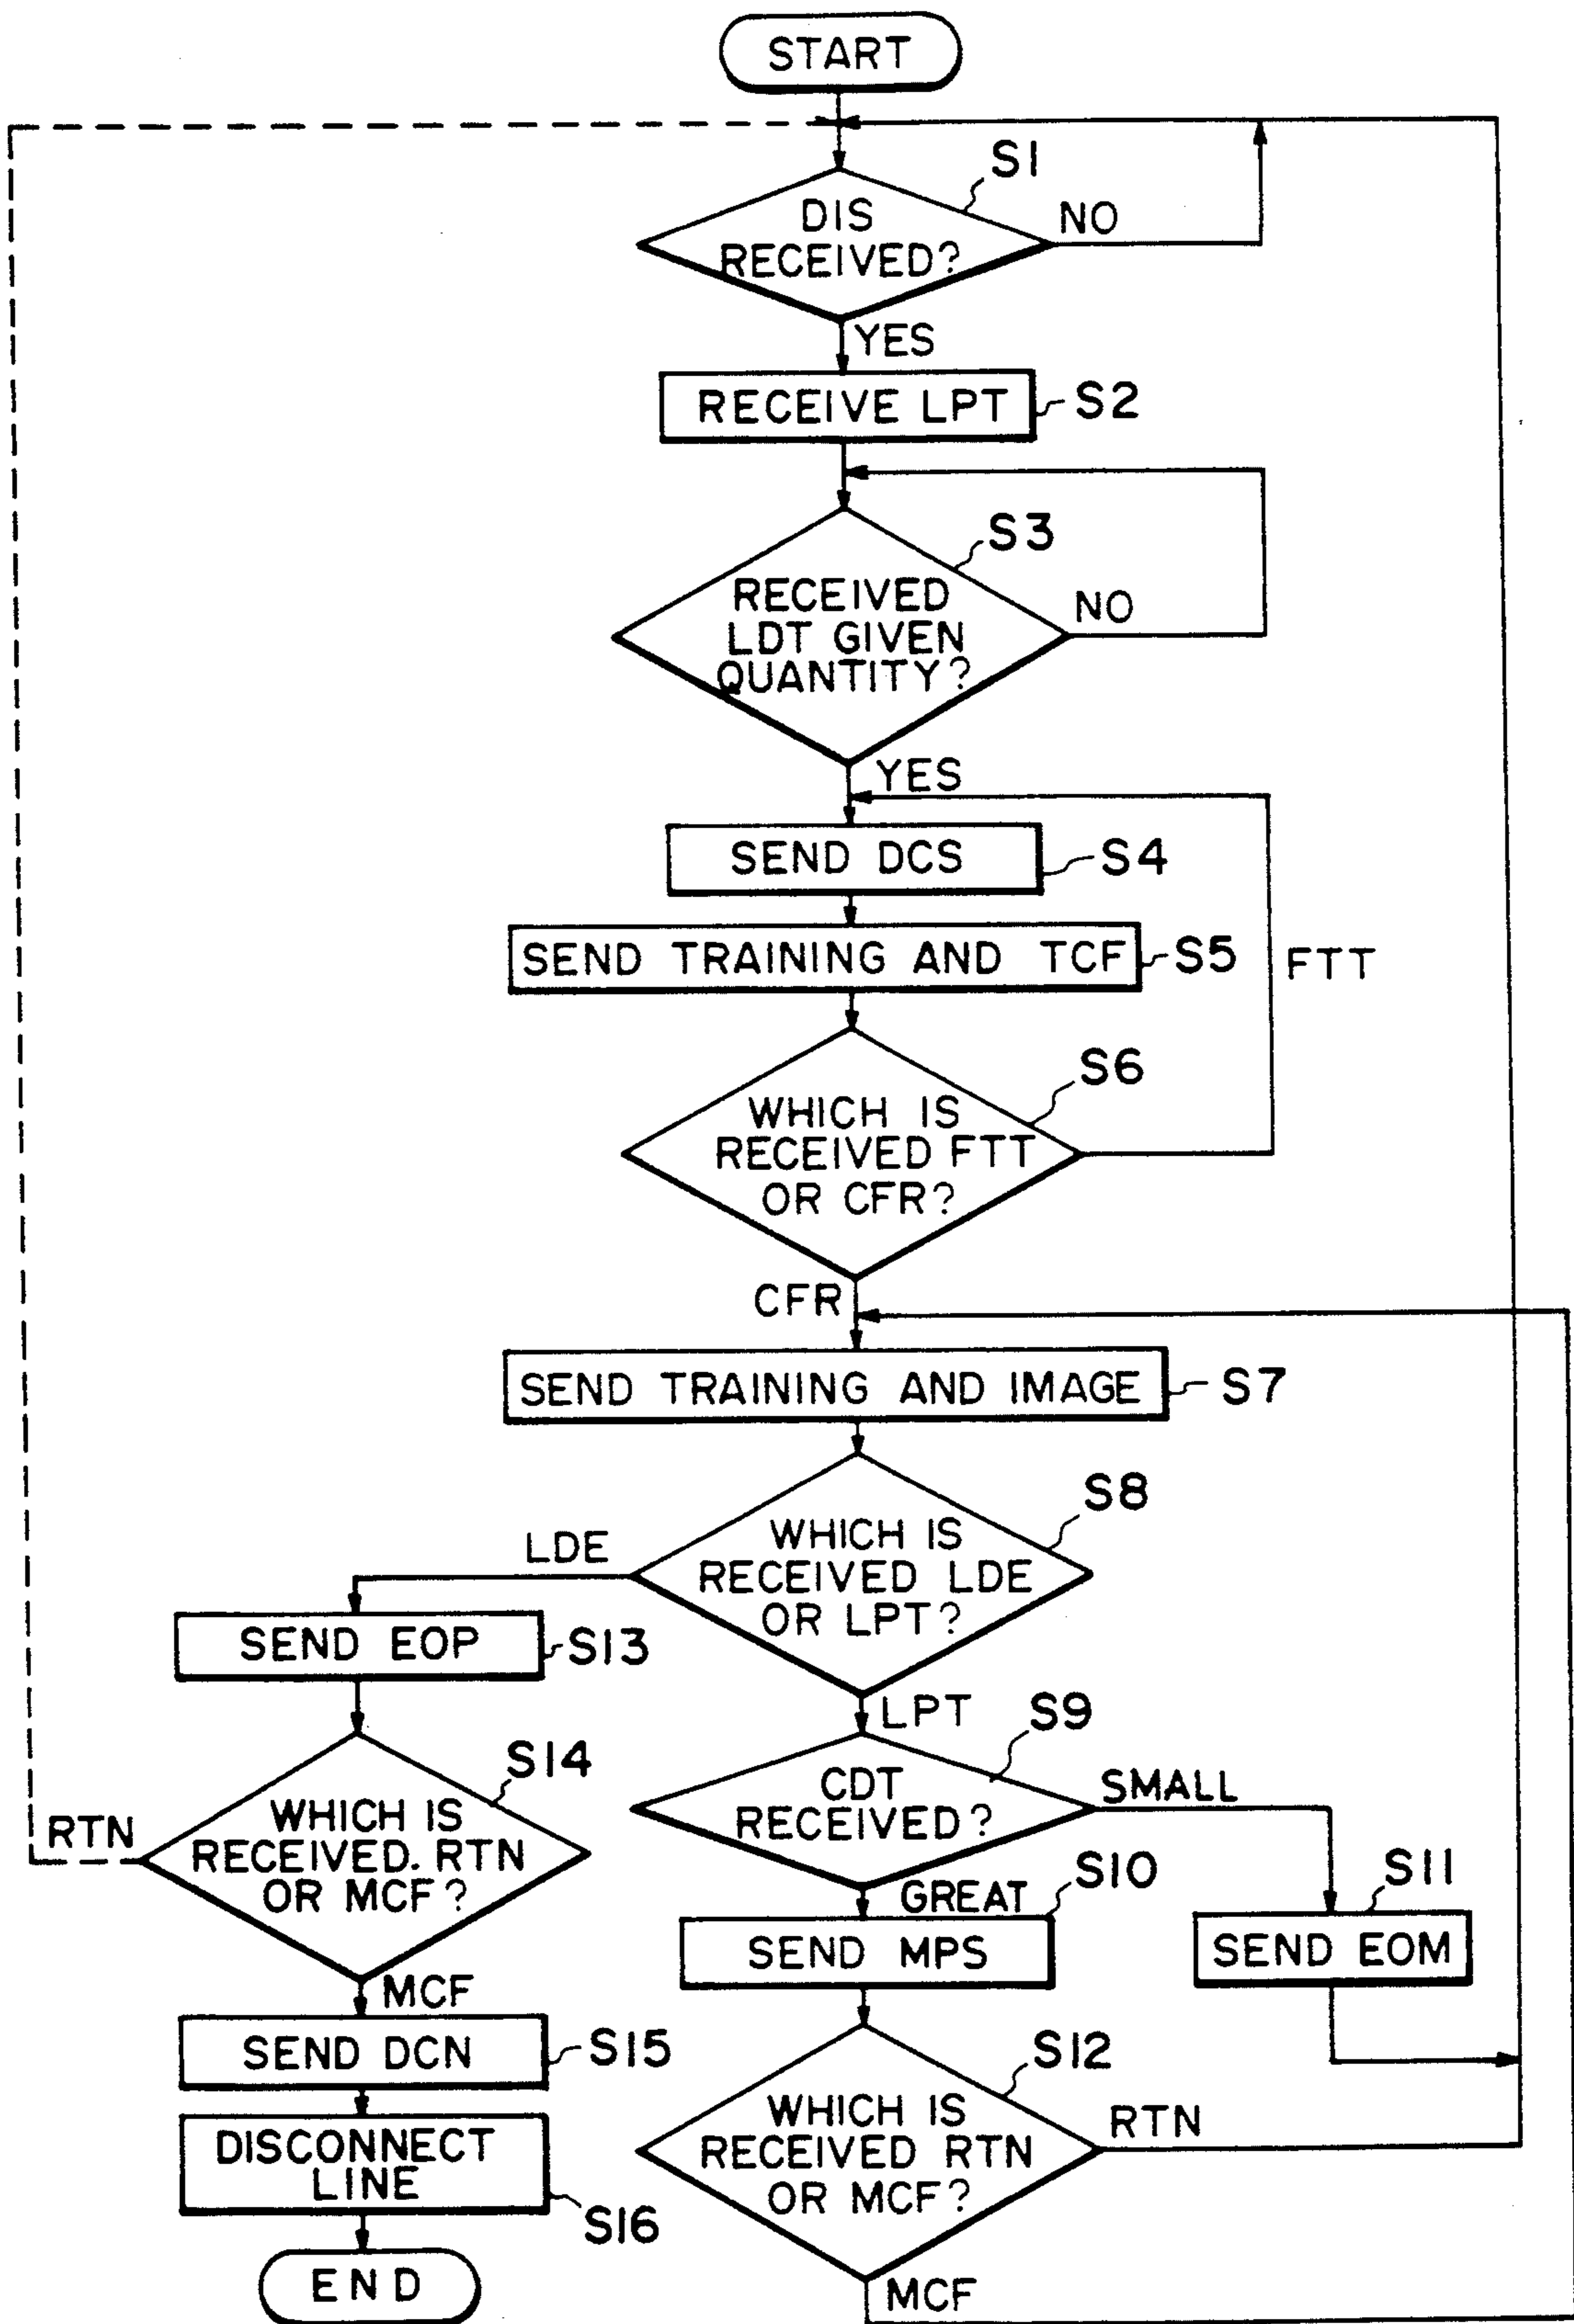 START
S1
DIS
RECEIVED?
NO
YES
RECEIVE LPT
S2
S3
RECEIVED
LDT GIVEN
QUANTITY?
NO
YES
SEND DCS
S4
SEND TRAINING AND TCF
S5
FTT
S6
WHICH IS
RECEIVED FTT
OR CFR?
CFR
SEND TRAINING AND IMAGE
S7
S8
WHICH IS
RECEIVED LDE
OR LPT?
LDE
SEND EOP
S13
LPT
S9
CDT
RECEIVED?
SMALL
S14
WHICH IS
RECEIVED. RTN
OR MCF?
RTN
GREAT
S10
SEND MPS
S11
SEND EOM
MCF
SEND DCN
S15
S12
WHICH IS
RECEIVED RTN
OR MCF?
RTN
DISCONNECT
LINE
S16
END
MCF